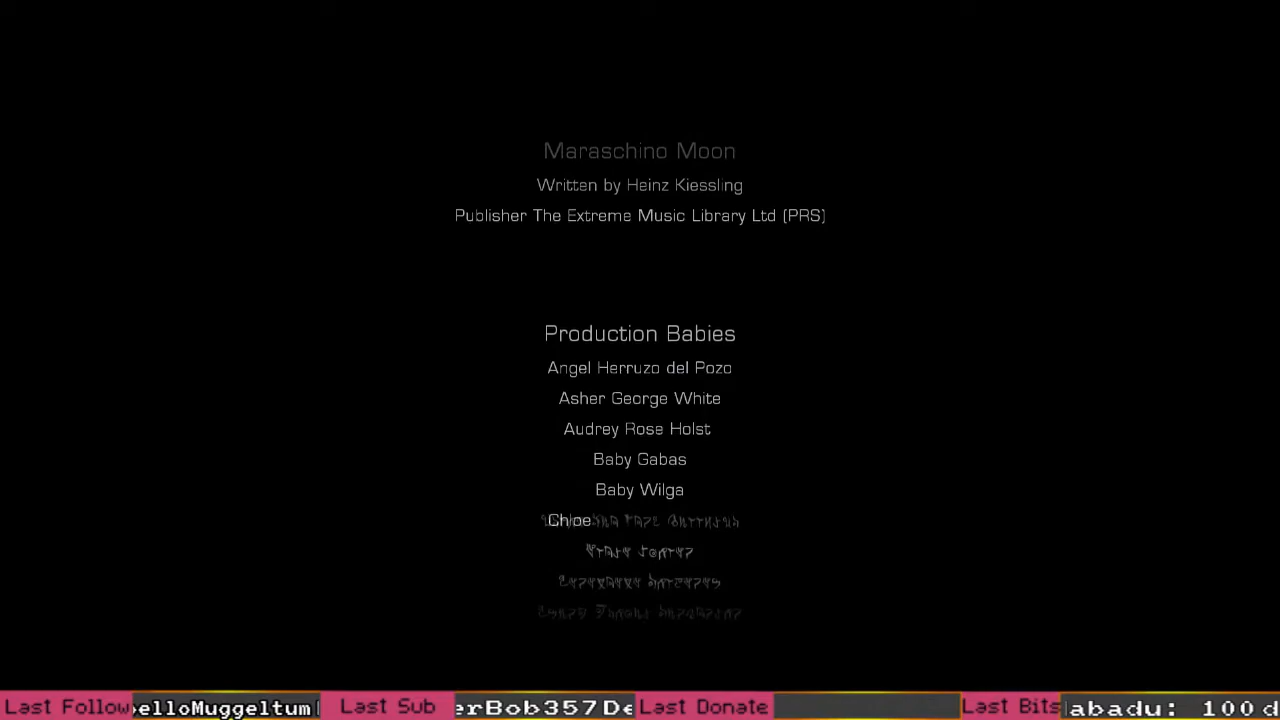 Maraschino Moon
Written by Heinz Kiessling
Publisher The Extreme Music Library Ltd (PRS)
Production Babies
Angel Herruzo del Pozo
Asher George White
Audrey Rose Holst
Baby Gabas
Baby Wilga
Chloe
Last Follow elloMuggeltum Last Sub erBob357De Last Donate Last Bits abadu: 100 d